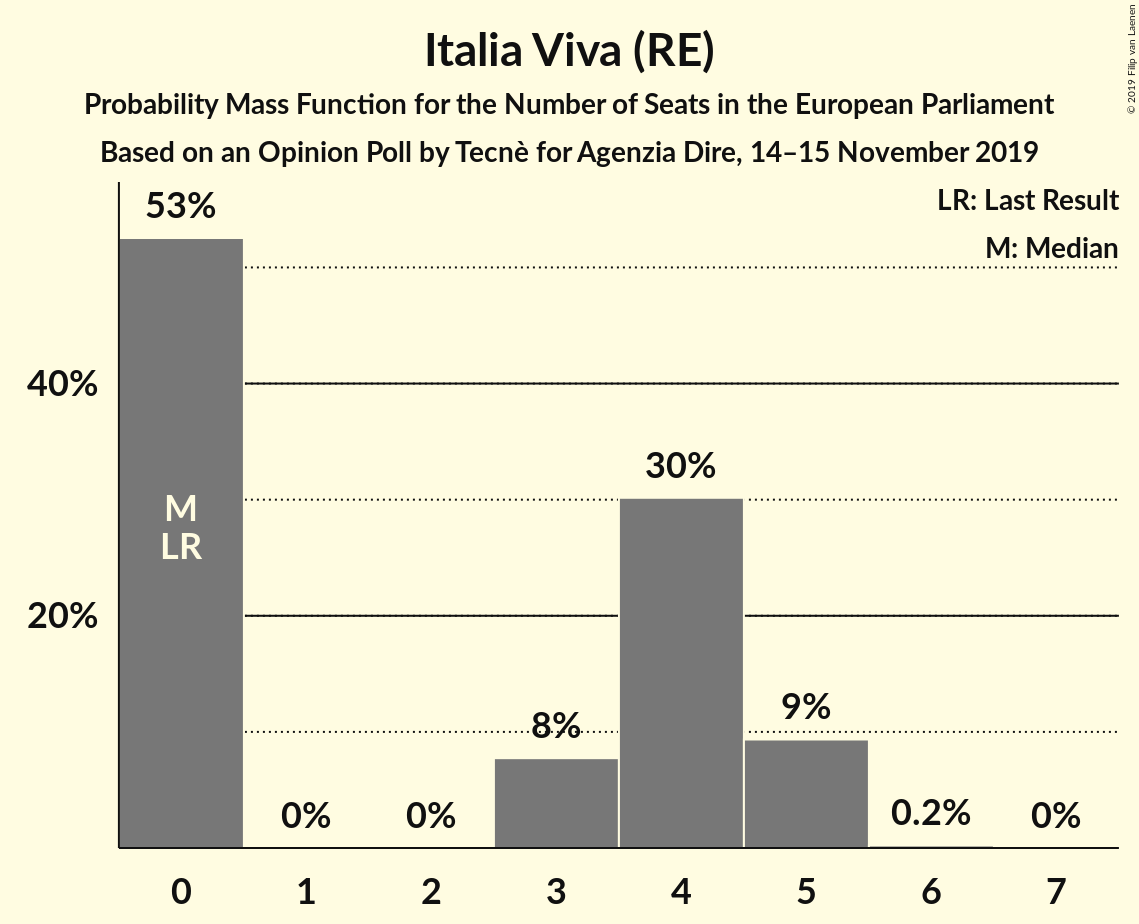 Italia Viva (RE)
Probability Mass Function for the Number of Seats in the European Parliament
Based on an Opinion Poll by Tecnè for Agenzia Dire, 14–15 November 2019
© 2019 Filip van Laenen
LR: Last Result
M: Median
53%
40%
30%
20%
M
LR
8%
9%
0%
0%
0.2%
0%
0
1
2
3
4
5
6
7